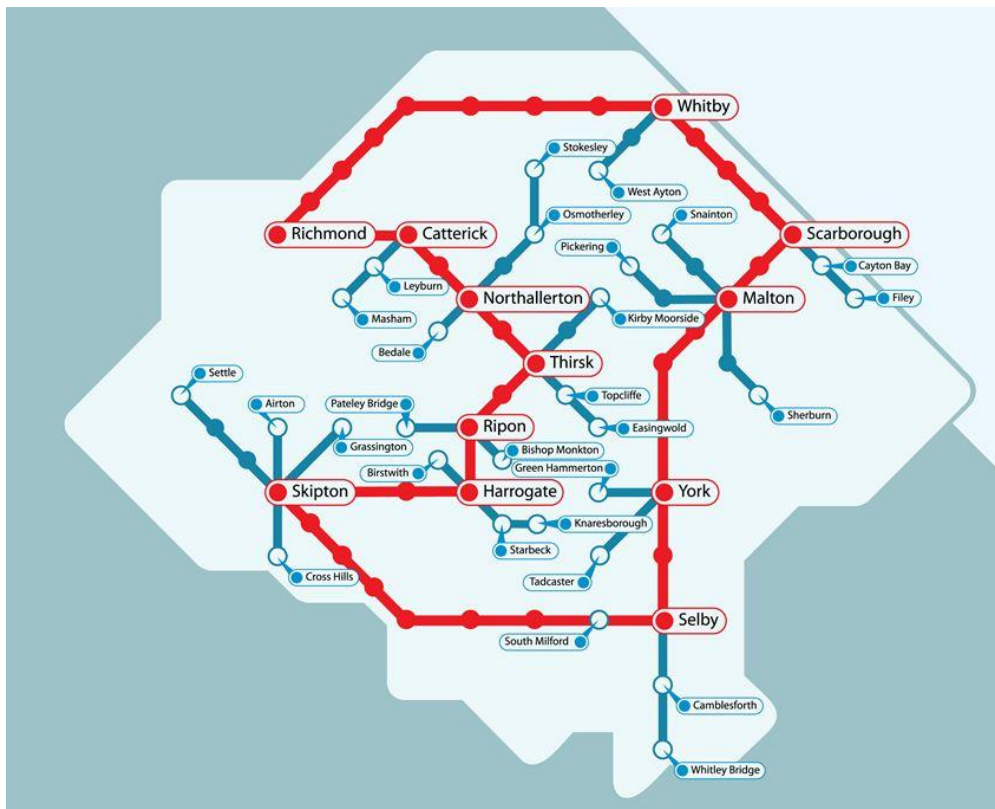 Whitby
Stokesley
West Ayton
Osmotherley
Snainton
Richmond
Catterick
Scarborough
Pickering
Cayton Bay
Leyburn
Northallerton
Malton
Filey
Masham
Kirby Moorside
Bedale
Thirsk
Settle
Topcliffe
Airton
Pateley Bridge
Sherburn
Ripon
Easingwold
Grassington
Bishop Monkton
Green Hammerton
Birstwith
Skipton
Harrogate
York
Knaresborough
Starbeck
Cross Hills
Tadcaster
Selby
South Milford
Camblesforth
Whitley Bridge